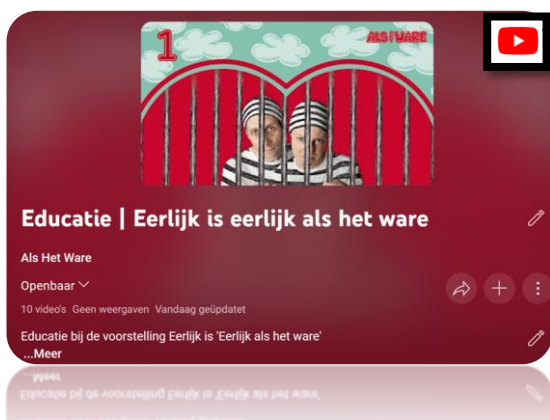 1
ALS HET WARE
Educatie | Eerlijk is eerlijk als het ware
Als Het Ware
Openbaar
10 video's Geen weergaven Vandaag geüpdatet
Educatie bij de voorstelling Eerlijk is 'Eerlijk als het ware'
...Meer